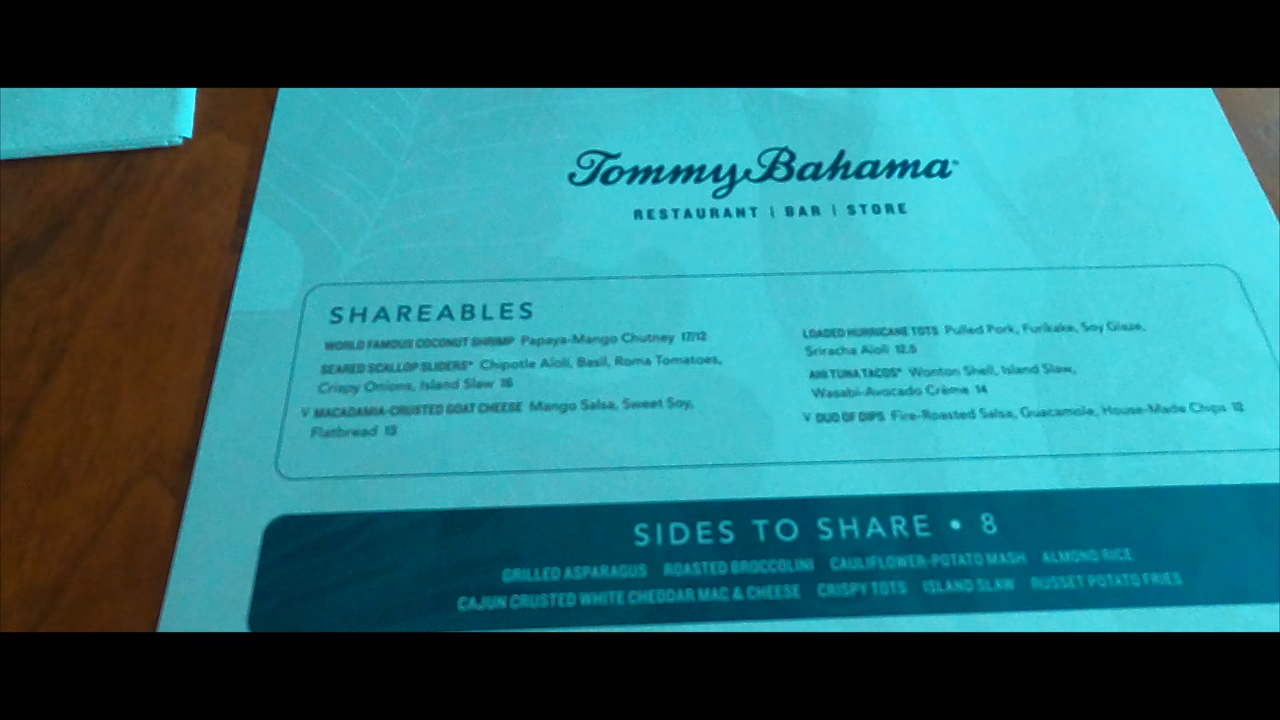 Tommy Bahama
RESTAURANT | BAR | STORE
SHAREABLES
WORLD FAMOUS COCONUT SHRIMP Papaya-Mango Chutney 17/12
SEARED SCALLOP SLIDERS* Chipotle Aioli, Basil, Roma Tomatoes,
Crispy Onions, Island Slaw 16
V MACADAMIA-CRUSTED GOAT CHEESE Mango Salsa, Sweet Soy,
Flatbread 13
LOADED HURRICANE TOTS Pulled Pork, Furikake, Soy Glaze,
Sriracha Aioli 12.5
AHI TUNA TACOS* Wonton Shell, Island Slaw,
Wasabi-Avocado Crème 14
V DUO OF DIPS Fire-Roasted Salsa, Guacamole, House-Made Chips
SIDES TO SHARE • 8
GRILLED ASPARAGUS ROASTED BROCCOLINI CAULIFLOWER-POTATO MASH ALMOND RICE
CAJUN CRUSTED WHITE CHEDDAR MAC & CHEESE CRISPY TOTS ISLAND SLAW RUSSET POTATO FRIES